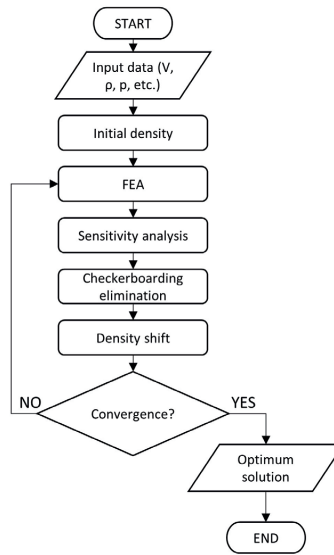 START
Input data (V,
ρ, p, etc.)
Initial density
FEA
Sensitivity analysis
Checkerboarding
elimination
Density shift
NO
Convergence?
YES
Optimum
solution
END